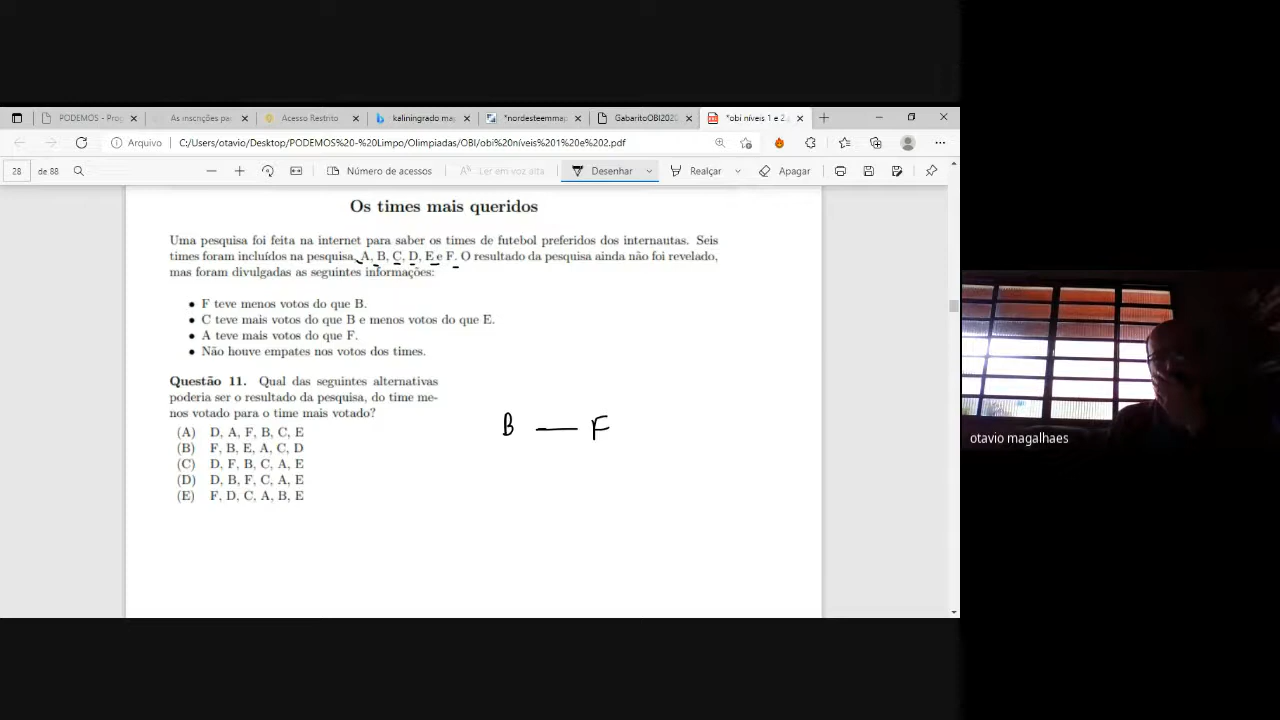 PODEMOS - Prog
As inscrições pa
Acesso Restrito
kaliningrado ma
*nordesteemma
GabaritoOBI2020
*obi níveis 1 e 2.
Arquivo C:/Users/otavio/Desktop/PODEMOS%20-%20Limpo/Olimpiadas/OBI/obi%20níveis%201%20e%202.pdf
28 de 88 Número de acessos Ler em voz alta Desenhar Realçar Apagar
Os times mais queridos
Uma pesquisa foi feita na internet para saber os times de futebol preferidos dos internautas. Seis
times foram incluídos na pesquisa, A, B, C, D, E e F. O resultado da pesquisa ainda não foi revelado,
mas foram divulgadas as seguintes informações:
• F teve menos votos do que B.
• C teve mais votos do que B e menos votos do que E.
• A teve mais votos do que F.
• Não houve empates nos votos dos times.
Questão 11. Qual das seguintes alternativas
poderia ser o resultado da pesquisa, do time me-
nos votado para o time mais votado?
(A) D, A, F, B, C, E
(B) F, B, E, A, C, D
(C) D, F, B, C, A, E
(D) D, B, F, C, A, E
(E) F, D, C, A, B, E
B — F
otavio magalhaes